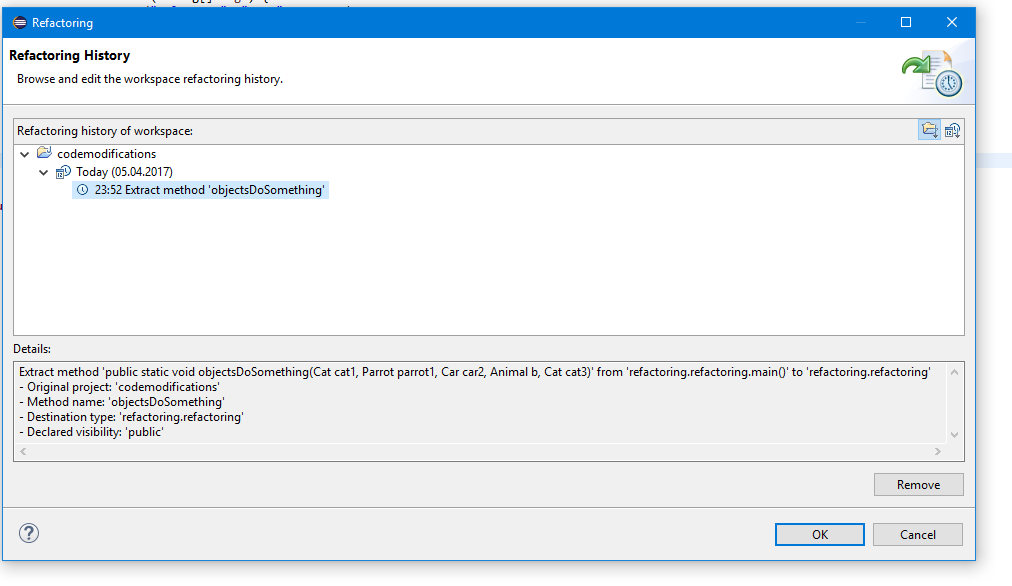 Refactoring
Refactoring History
Browse and edit the workspace refactoring history.
Refactoring history of workspace:
codemodifications
Today (05.04.2017)
23:52 Extract method 'objectsDoSomething'
Details:
Extract method 'public static void objectsDoSomething(Cat cat1, Parrot parrot1, Car car2, Animal b, Cat cat3)' from 'refactoring.refactoring.main()' to 'refactoring.refactoring'
- Original project: 'codemodifications'
- Method name: 'objectsDoSomething'
- Destination type: 'refactoring.refactoring'
- Declared visibility: 'public'
Remove
OK Cancel